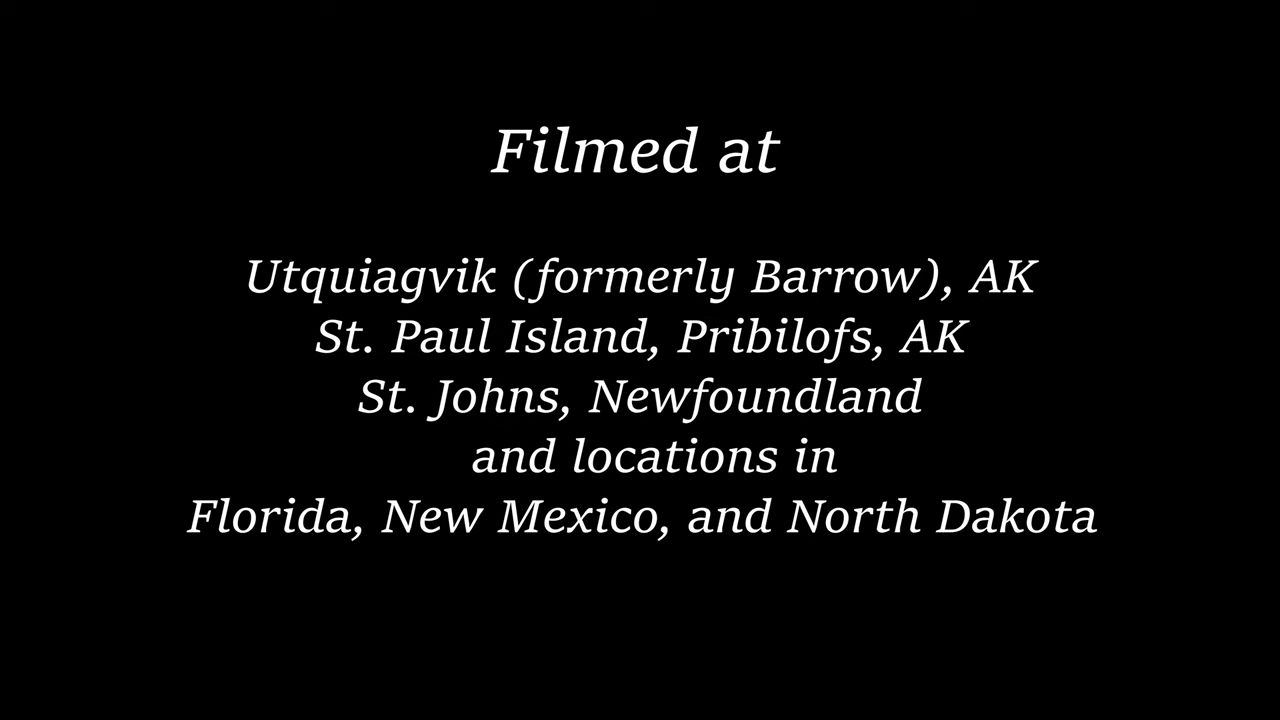 Filmed at
Utquiagvik (formerly Barrow), AK
St. Paul Island, Pribilofs, AK
St. Johns, Newfoundland
and locations in
Florida, New Mexico, and North Dakota